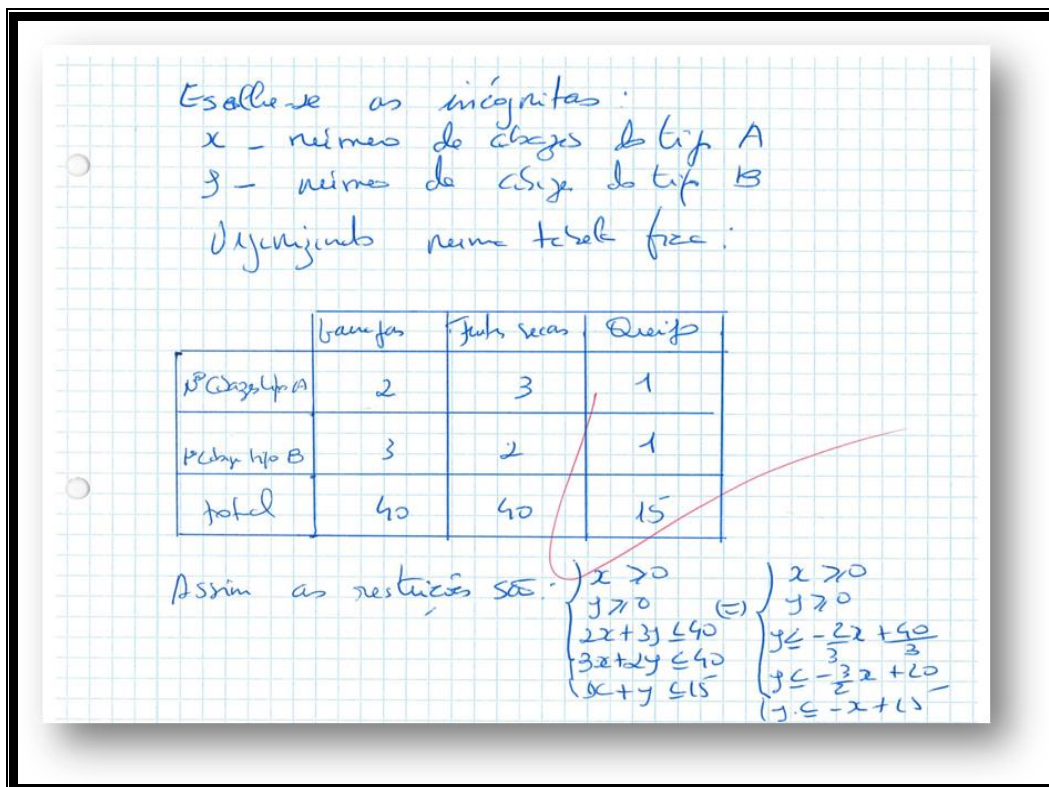 Escolhe-se as incógnitas:
x - número de cabazes do tipo A
y - número de cabazes do tipo B
Organizando numa tabela fica:
Garrafas Frutos secas Queijo
Nº Cabazes tipo A 2 3 1
Nº Cabaz tipo B 3 2 1
total 40 40 15
Assim as restrições são: { x ≥ 0 { x ≥ 0
y ≥ 0 (=) y ≥ 0
2x + 3y ≤ 40 y ≤ -2/3 x + 40/3
3x + 2y ≤ 40 y ≤ -3/2 x + 20
x + y ≤ 15 y ≤ -x + 15